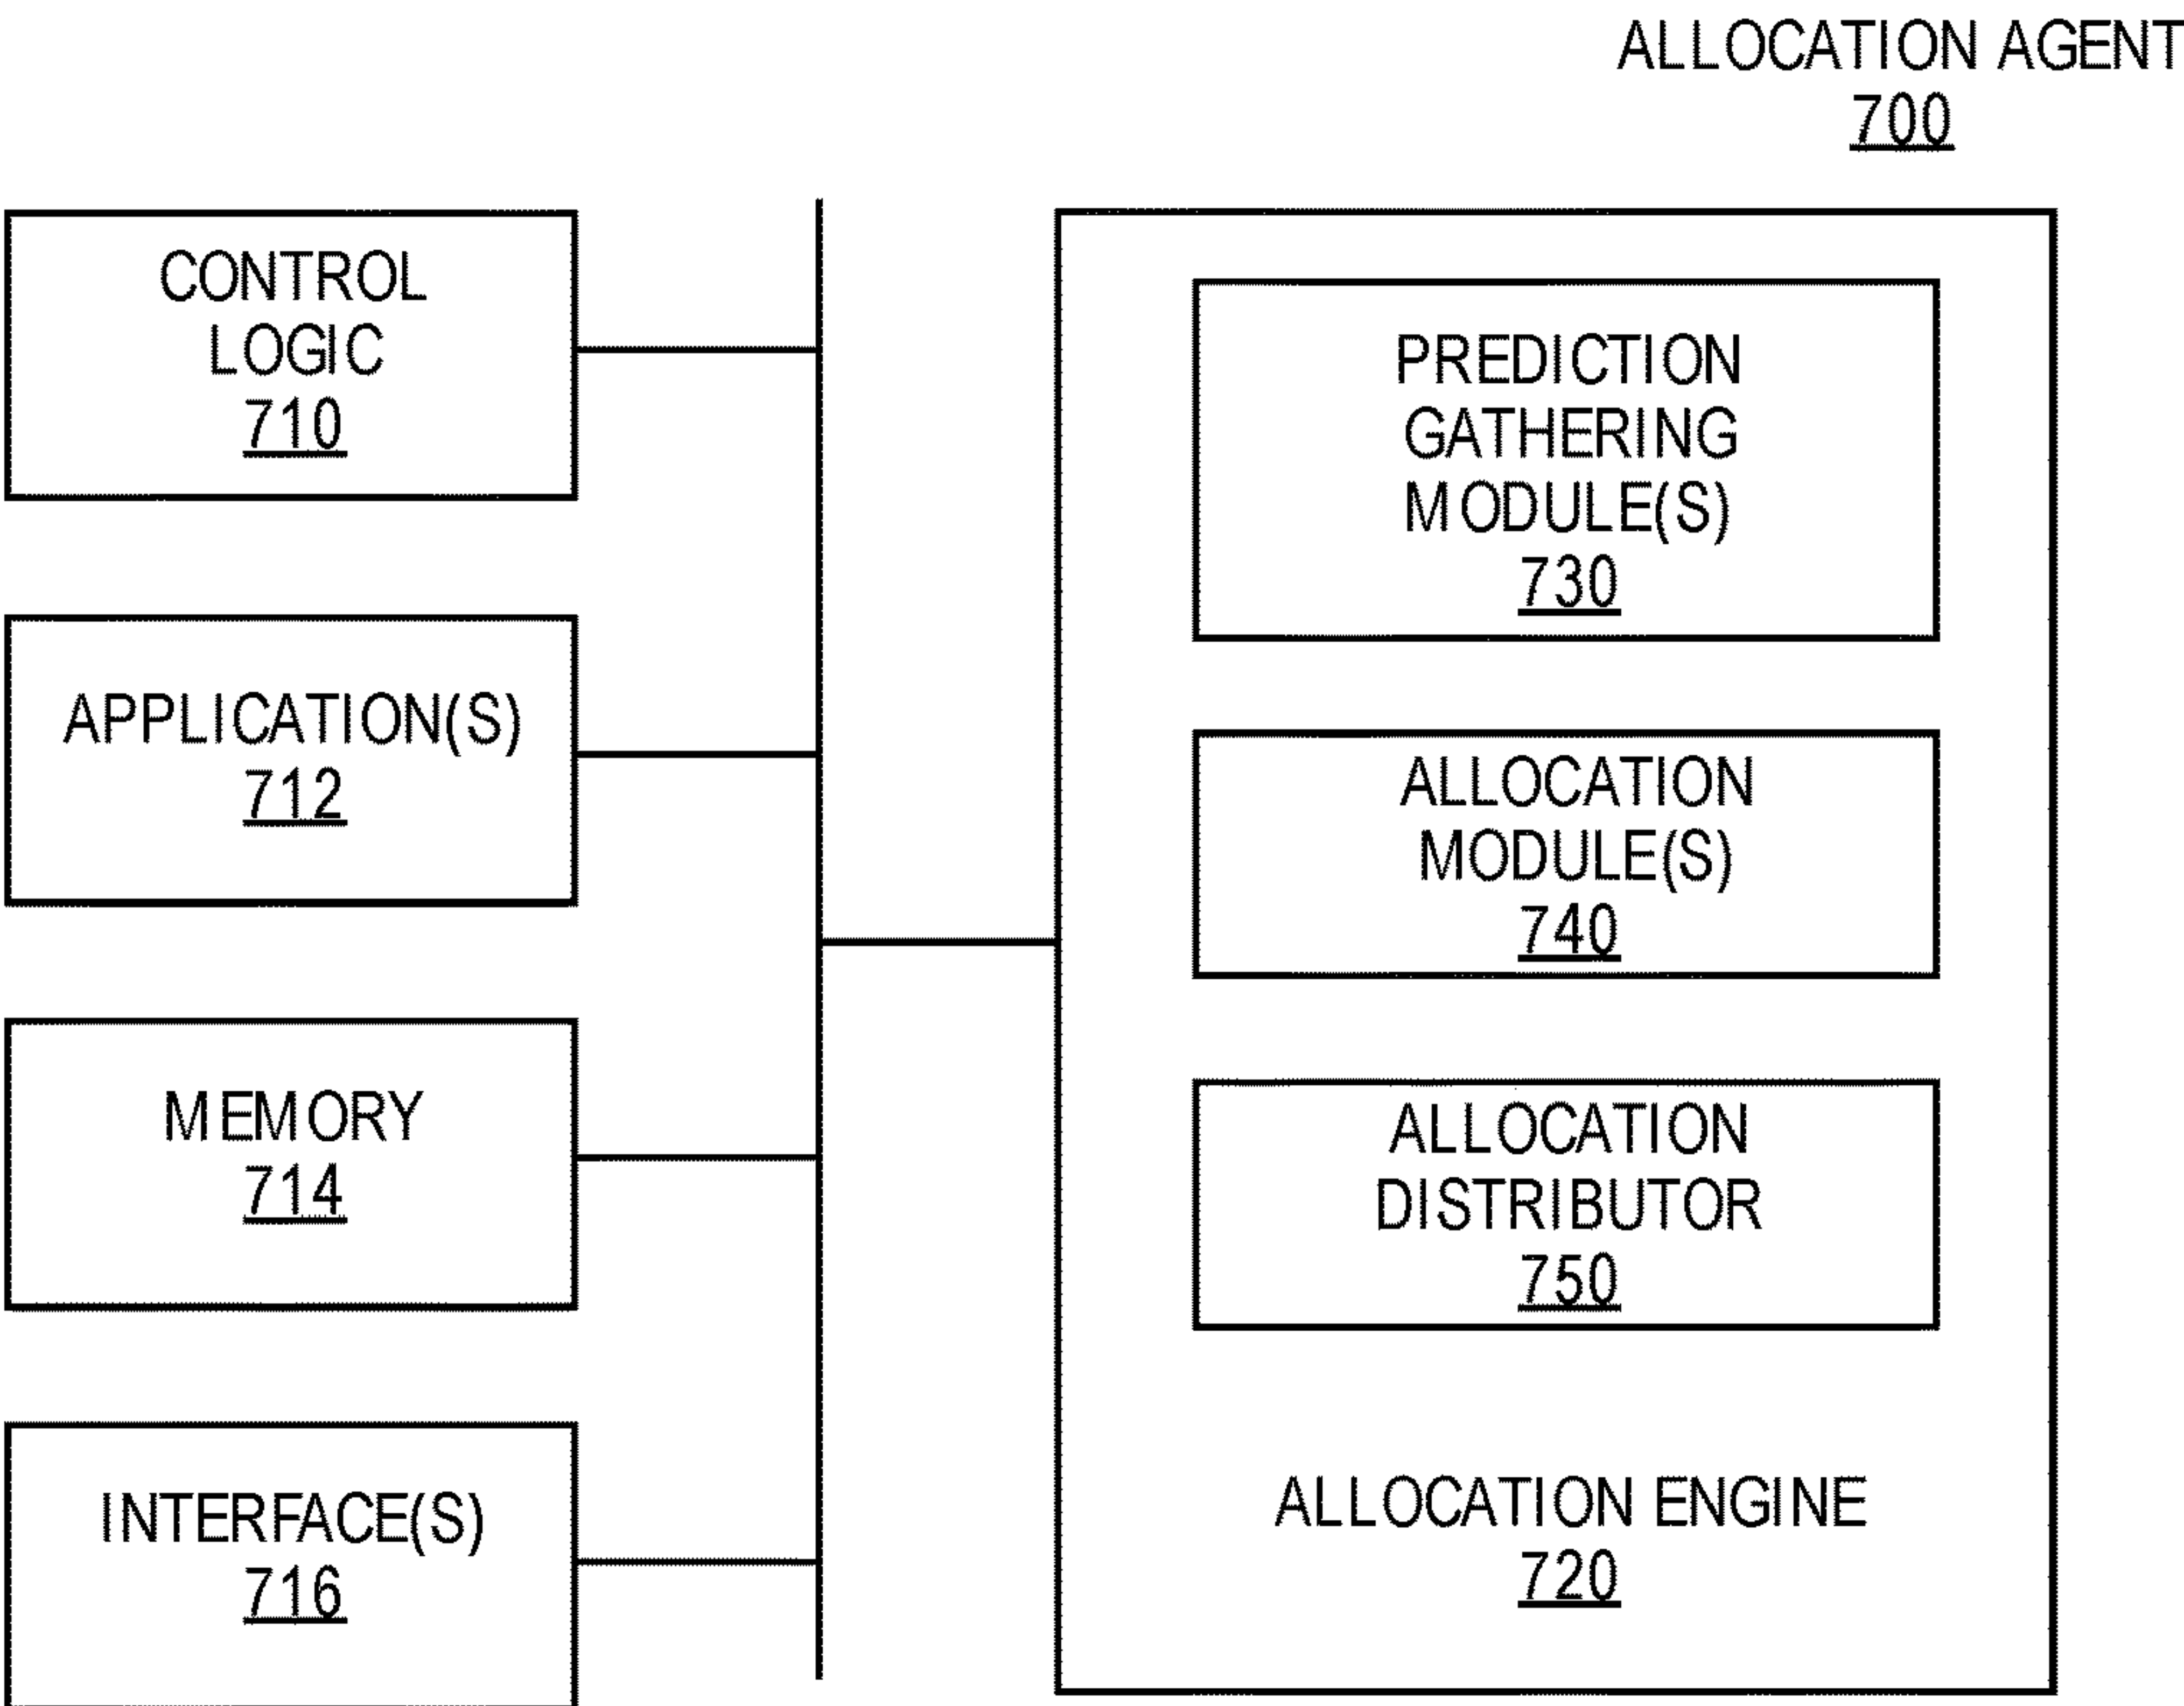 ALLOCATION AGENT
700
CONTROL
LOGIC
710
APPLICATION(S)
712
MEMORY
714
INTERFACE(S)
716
PREDICTION
GATHERING
MODULE(S)
730
ALLOCATION
MODULE(S)
740
ALLOCATION
DISTRIBUTOR
750
ALLOCATION ENGINE
720